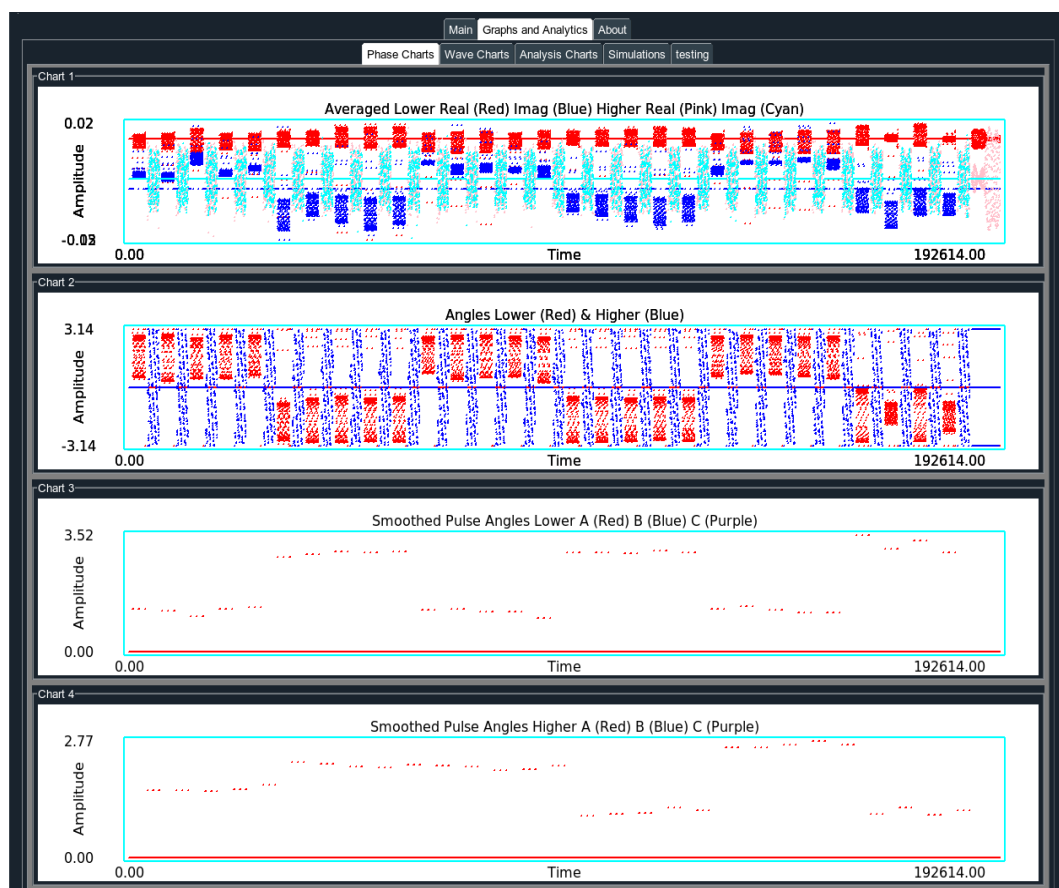 Main Graphs and Analytics About
Phase Charts Wave Charts Analysis Charts Simulations testing
Chart 1
Averaged Lower Real (Red) Imag (Blue) Higher Real (Pink) Imag (Cyan)
0.02
Amplitude
0.00 Time 192614.00
Chart 2
Angles Lower (Red) & Higher (Blue)
3.14
Amplitude
-3.14
0.00 Time 192614.00
Chart 3
Smoothed Pulse Angles Lower A (Red) B (Blue) C (Purple)
3.52
Amplitude
0.00
0.00 Time 192614.00
Chart 4
Smoothed Pulse Angles Higher A (Red) B (Blue) C (Purple)
2.77
Amplitude
0.00
0.00 Time 192614.00